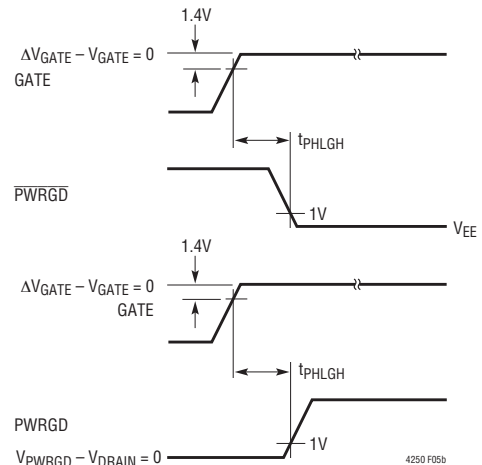 1.4V
ΔVGATE – VGATE = 0
GATE
tPHLGH
PWRGD
1V
VEE
1.4V
ΔVGATE – VGATE = 0
GATE
tPHLGH
PWRGD
1V
VPWRGD – VDRAIN = 0
4250 F05b